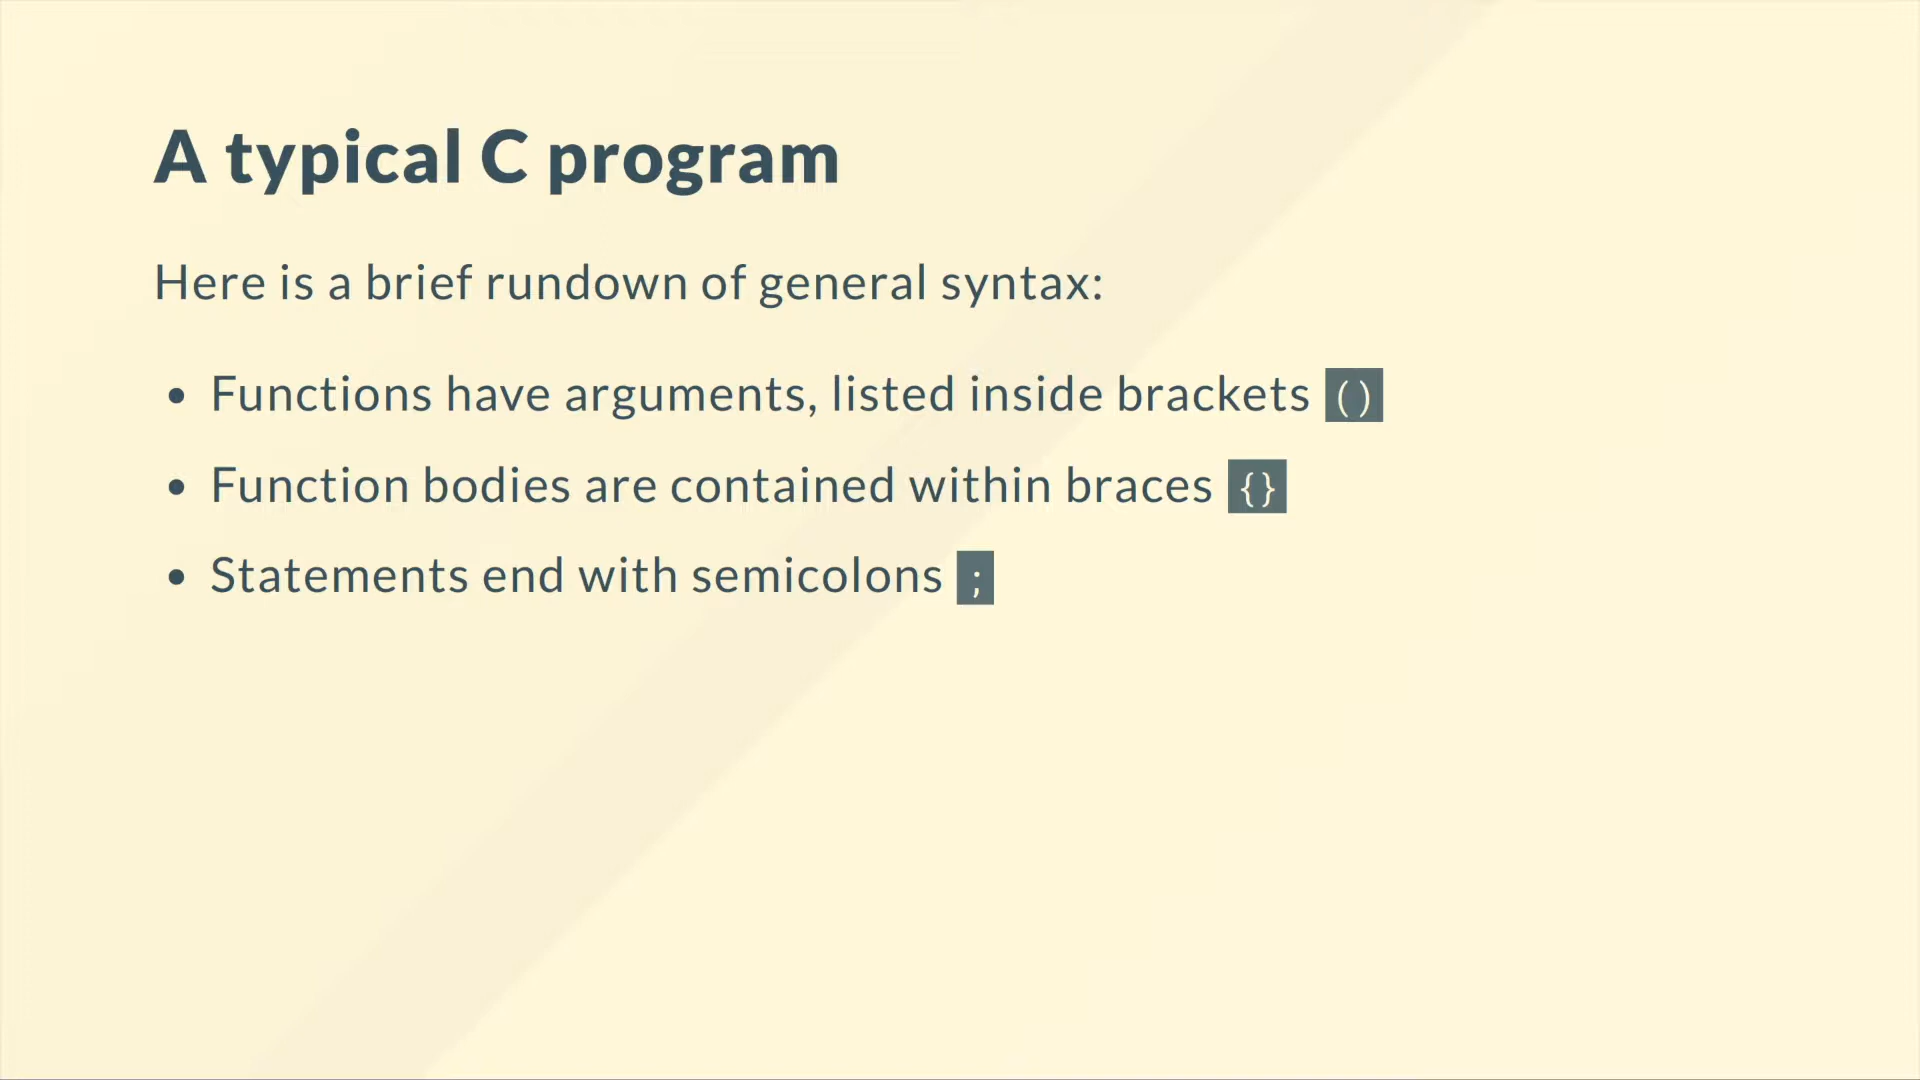 A typical C program
Here is a brief rundown of general syntax:
• Functions have arguments, listed inside brackets ()
• Function bodies are contained within braces {}
• Statements end with semicolons ;